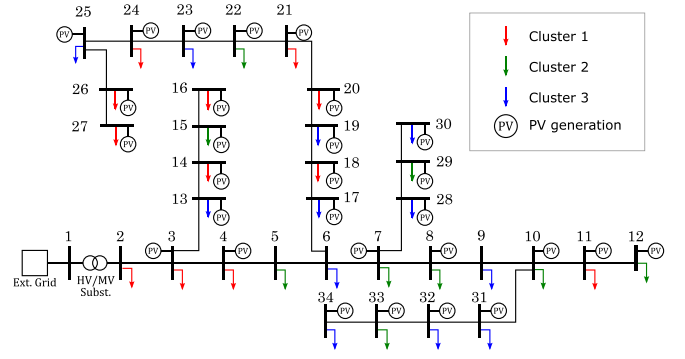 25
24
23
22
21
PV
PV
PV
PV
PV
Cluster 1
Cluster 2
Cluster 3
PV PV generation
26
PV
27
PV
16
PV
15
PV
14
PV
13
PV
20
PV
19
PV
18
PV
17
PV
30
PV
29
PV
28
PV
1
2
3
4
5
6
7
8
9
10
11
12
PV
PV
PV
PV
PV
PV
PV
Ext. Grid
HV/MV
Subst.
34
33
32
31
PV
PV
PV
PV